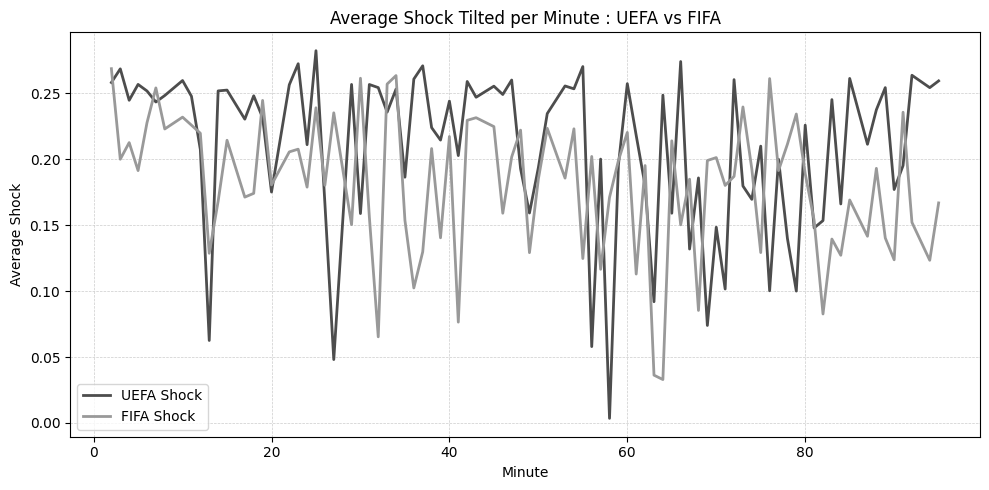 Average Shock Tilted per Minute : UEFA vs FIFA
Average Shock
0.25
0.20
0.15
0.10
0.05
0.00
UEFA Shock
FIFA Shock
0 20 40 60 80
Minute